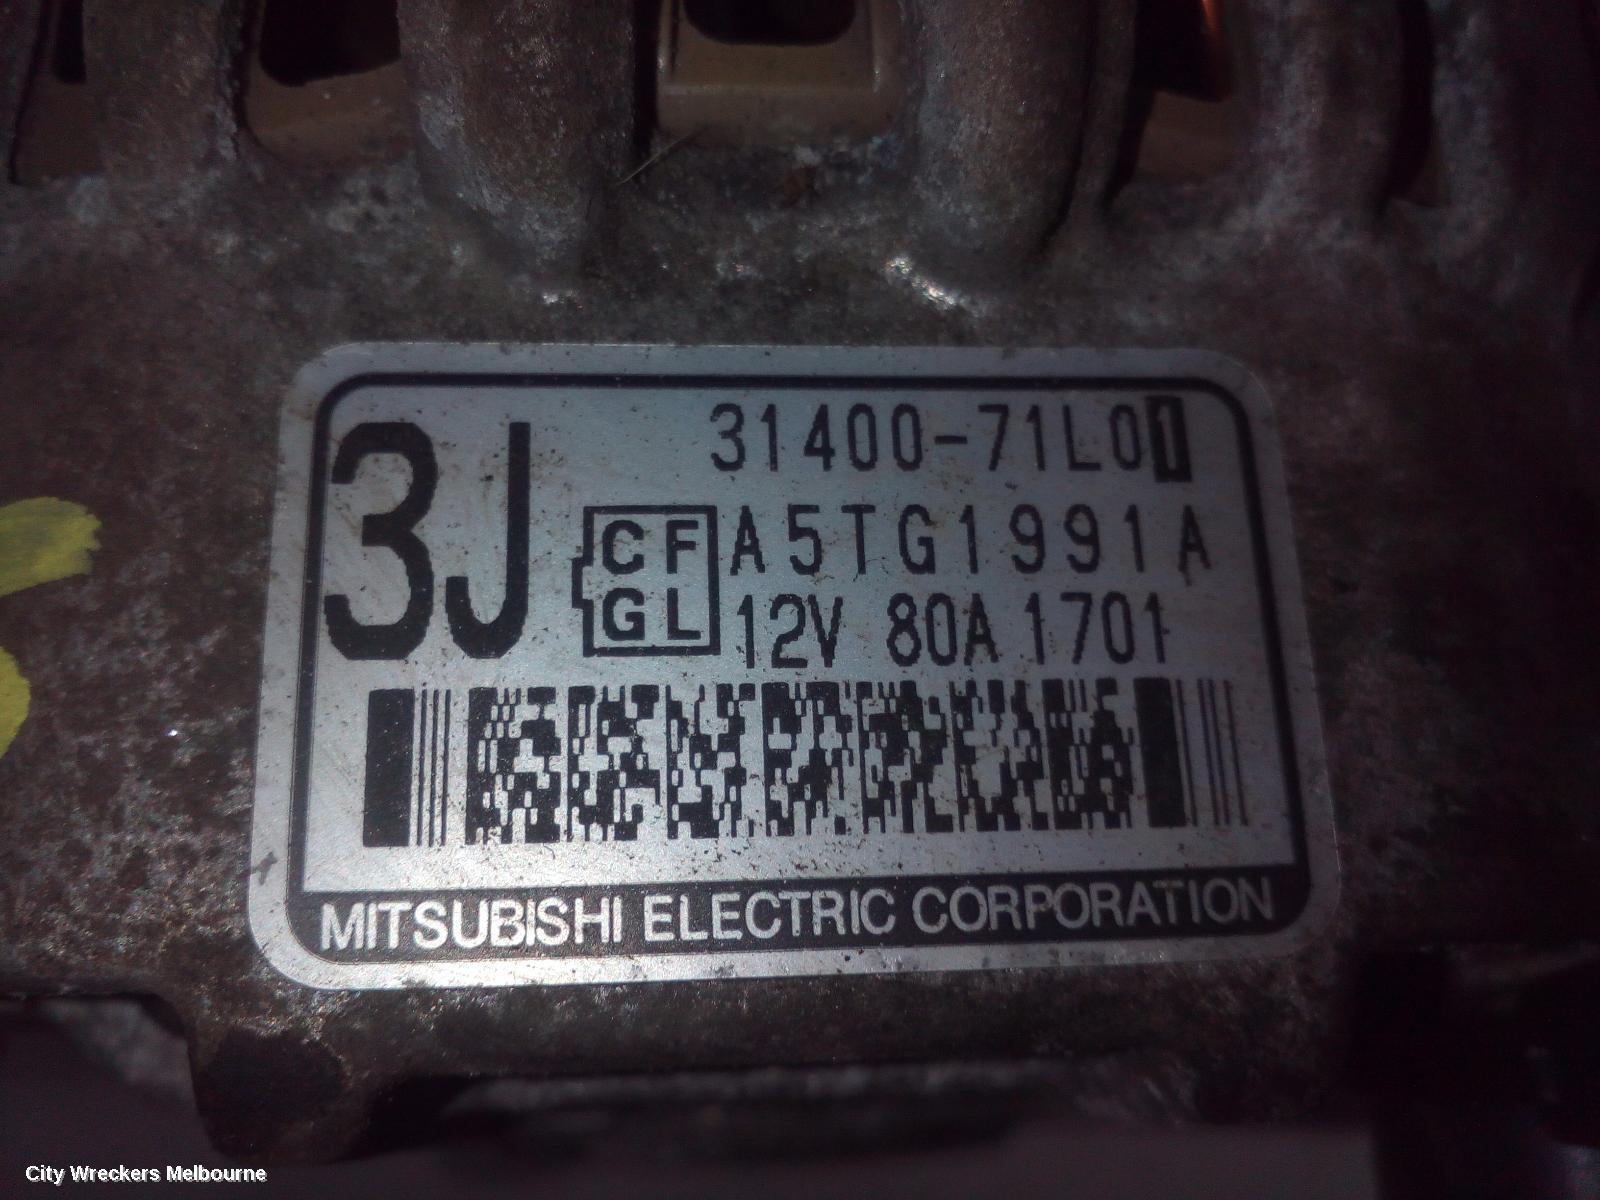 3J
31400-71L01
CF
GL
A5TG1991A
12V 80A 1701
MITSUBISHI ELECTRIC CORPORATION
City Wreckers Melbourne